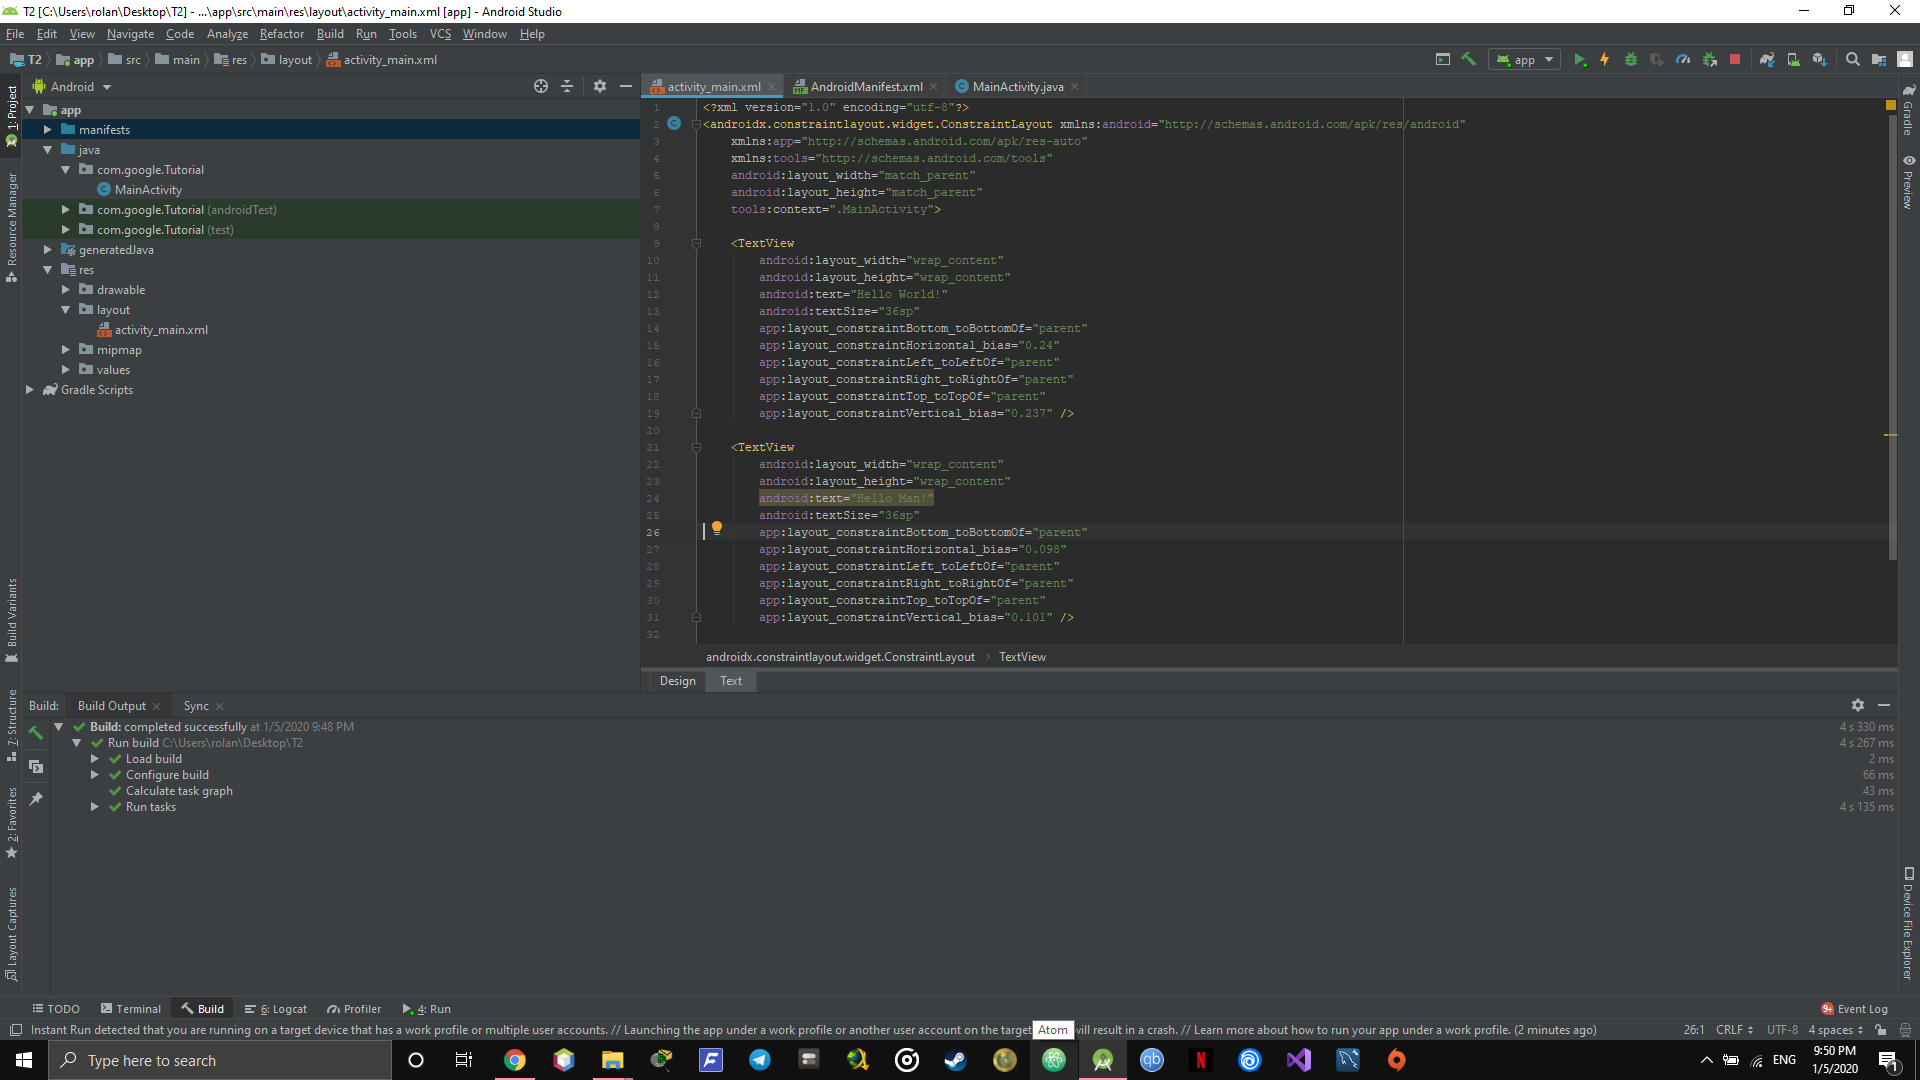 T2 [C:\Users\rolan\Desktop\T2] - ...\app\src\main\res\layout\activity_main.xml [app] - Android Studio
File Edit View Navigate Code Analyze Refactor Build Run Tools VCS Window Help
T2 app src main res layout activity_main.xml
app
Android
activity_main.xml AndroidManifest.xml MainActivity.java
1: Project
Resource Manager
Build Variants
7: Structure
2: Favorites
Layout Captures
app
manifests
java
com.google.Tutorial
MainActivity
com.google.Tutorial (androidTest)
com.google.Tutorial (test)
generatedJava
res
drawable
layout
activity_main.xml
mipmap
values
Gradle Scripts
1 <?xml version="1.0" encoding="utf-8"?>
2 <androidx.constraintlayout.widget.ConstraintLayout xmlns:android="http://schemas.android.com/apk/res/android"
3 xmlns:app="http://schemas.android.com/apk/res-auto"
4 xmlns:tools="http://schemas.android.com/tools"
5 android:layout_width="match_parent"
6 android:layout_height="match_parent"
7 tools:context=".MainActivity">
8
9 <TextView
10 android:layout_width="wrap_content"
11 android:layout_height="wrap_content"
12 android:text="Hello World!"
13 android:textSize="36sp"
14 app:layout_constraintBottom_toBottomOf="parent"
15 app:layout_constraintHorizontal_bias="0.24"
16 app:layout_constraintLeft_toLeftOf="parent"
17 app:layout_constraintRight_toRightOf="parent"
18 app:layout_constraintTop_toTopOf="parent"
19 app:layout_constraintVertical_bias="0.237" />
20
21 <TextView
22 android:layout_width="wrap_content"
23 android:layout_height="wrap_content"
24 android:text="Hello Man!"
25 android:textSize="36sp"
26 app:layout_constraintBottom_toBottomOf="parent"
27 app:layout_constraintHorizontal_bias="0.098"
28 app:layout_constraintLeft_toLeftOf="parent"
29 app:layout_constraintRight_toRightOf="parent"
30 app:layout_constraintTop_toTopOf="parent"
31 app:layout_constraintVertical_bias="0.101" />
32
androidx.constraintlayout.widget.ConstraintLayout TextView
Design Text
Gradle
Preview
Device File Explorer
Build: Build Output Sync
Build: completed successfully at 1/5/2020 9:48 PM 4 s 330 ms
Run build C:\Users\rolan\Desktop\T2 4 s 267 ms
Load build 2 ms
Configure build 66 ms
Calculate task graph 43 ms
Run tasks 4 s 135 ms
TODO Terminal Build 6: Logcat Profiler 4: Run 9+ Event Log
Instant Run detected that you are running on a target device that has a work profile or multiple user accounts. // Launching the app under a work profile or another user account on the target Atom will result in a crash. // Learn more about how to run your app under a work profile. (2 minutes ago) 26:1 CRLF UTF-8 4 spaces
Type here to search
qb
N
ENG
9:50 PM
1/5/2020
1